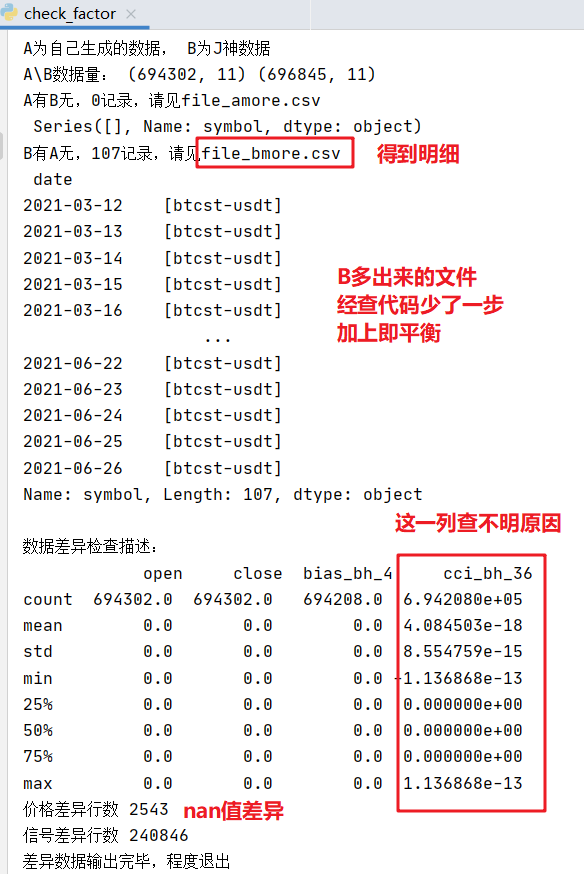 check_factor
A为自己生成的数据， B为J神数据
A\B数据量： (694302, 11) (696845, 11)
A有B无，0记录，请见file_amore.csv
Series([], Name: symbol, dtype: object)
B有A无，107记录，请见file_bmore.csv 得到明细
date
2021-03-12 [btcst-usdt]
2021-03-13 [btcst-usdt]
2021-03-14 [btcst-usdt]
2021-03-15 [btcst-usdt]
2021-03-16 [btcst-usdt]
...
2021-06-22 [btcst-usdt]
2021-06-23 [btcst-usdt]
2021-06-24 [btcst-usdt]
2021-06-25 [btcst-usdt]
2021-06-26 [btcst-usdt]
B多出来的文件
经查代码少了一步
加上即平衡
Name: symbol, Length: 107, dtype: object
这一列查不明原因
数据差异检查描述：
open close bias_bh_4 cci_bh_36
count 694302.0 694302.0 694208.0 6.942080e+05
mean 0.0 0.0 0.0 4.084503e-18
std 0.0 0.0 0.0 8.554759e-15
min 0.0 0.0 0.0 -1.136868e-13
25% 0.0 0.0 0.0 0.000000e+00
50% 0.0 0.0 0.0 0.000000e+00
75% 0.0 0.0 0.0 0.000000e+00
max 0.0 0.0 0.0 1.136868e-13
价格差异行数 2543 nan值差异
信号差异行数 240846
差异数据输出完毕，程度退出